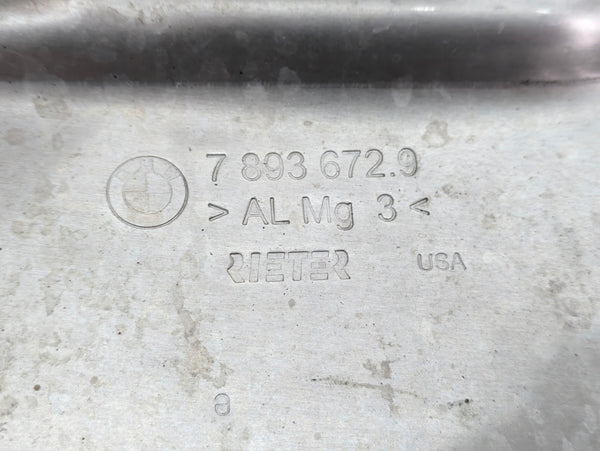 7 893 672.9
> AL Mg 3 <
RIETER USA